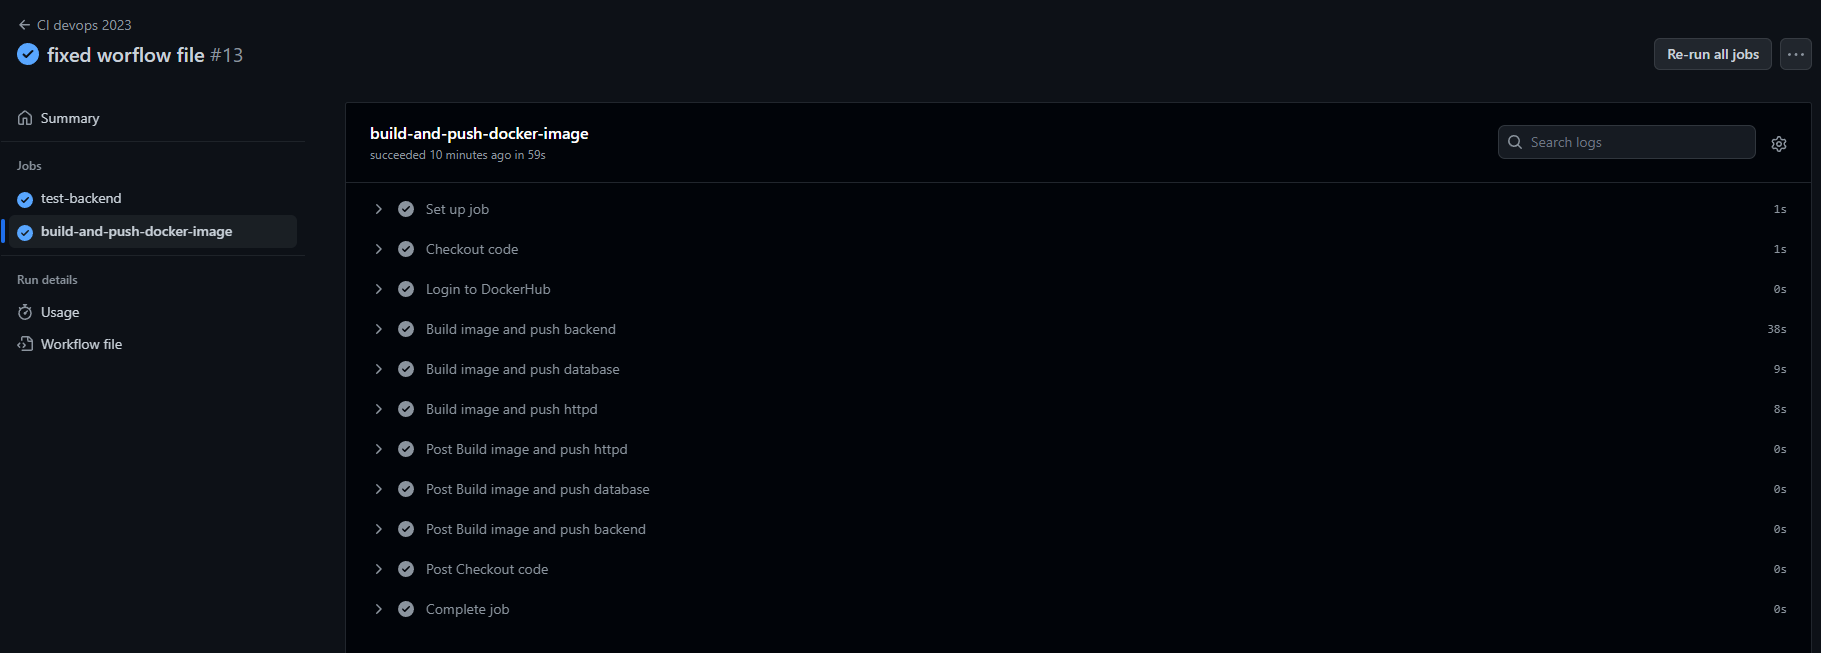 CI devops 2023
fixed worflow file #13
Re-run all jobs
Summary
Jobs
test-backend
build-and-push-docker-image
Run details
Usage
Workflow file
build-and-push-docker-image
succeeded 10 minutes ago in 59s
Search logs
Set up job 1s
Checkout code 1s
Login to DockerHub 0s
Build image and push backend 38s
Build image and push database 9s
Build image and push httpd 8s
Post Build image and push httpd 0s
Post Build image and push database 0s
Post Build image and push backend 0s
Post Checkout code 0s
Complete job 0s